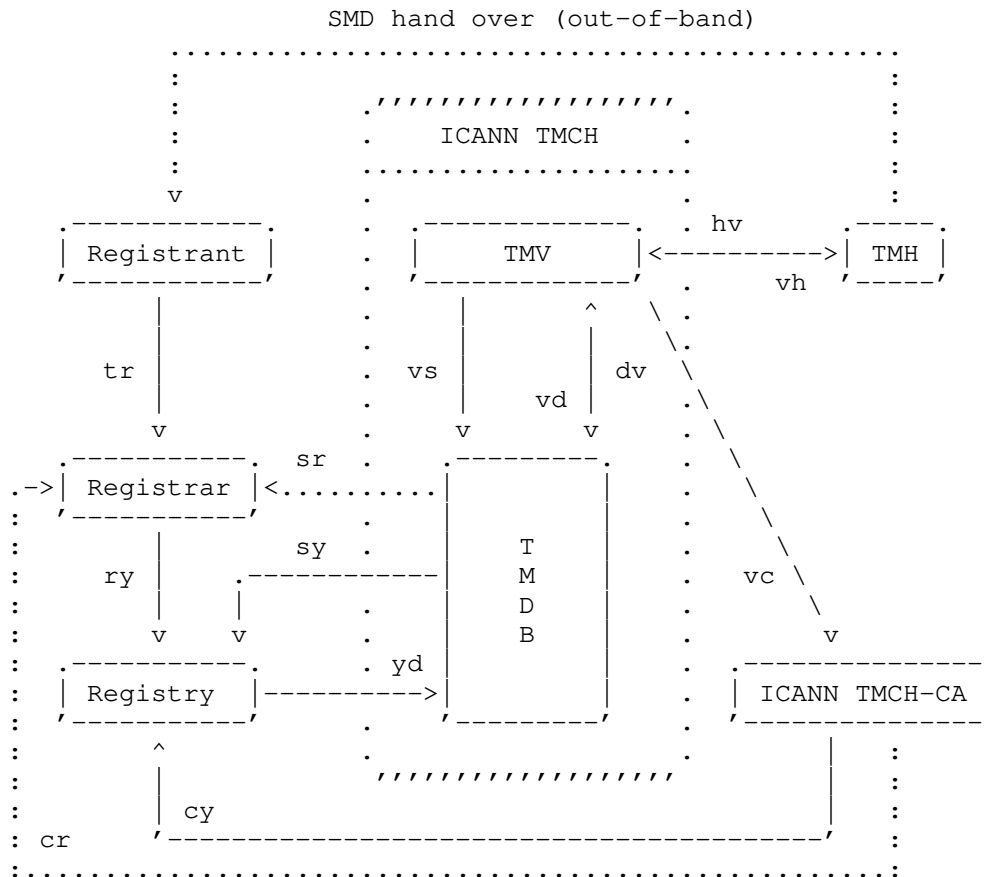 SMD hand over (out-of-band)
ICANN TMCH
hv
Registrant TMV TMH
vh
tr vs dv
vd
sr
Registrar
sy T
ry M vc
D
B
yd
Registry ICANN TMCH-CA
cy
cr